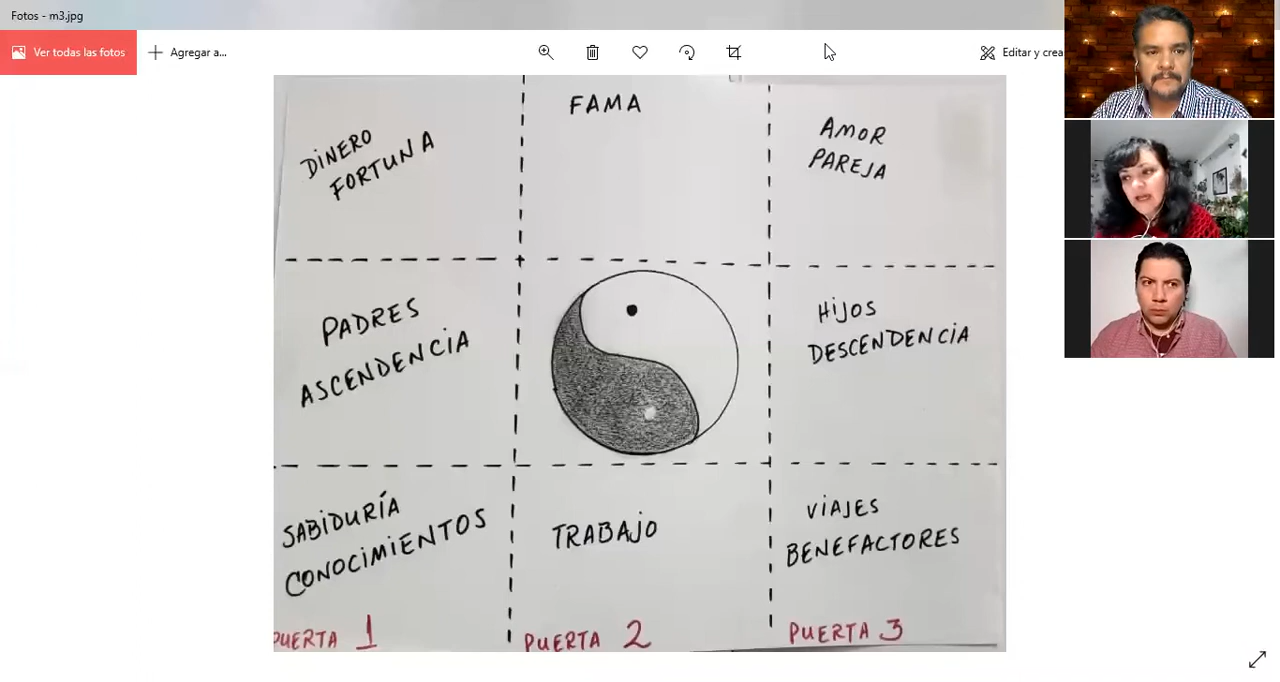 Fotos - m3.jpg
Ver todas las fotos
Agregar a...
Editar y crea
DINERO
FORTUNA
FAMA
AMOR
PAREJA
PADRES
ASCENDENCIA
HIJOS
DESCENDENCIA
SABIDURÍA
CONOCIMIENTOS
TRABAJO
VIAJES
BENEFACTORES
PUERTA 1
PUERTA 2
PUERTA 3